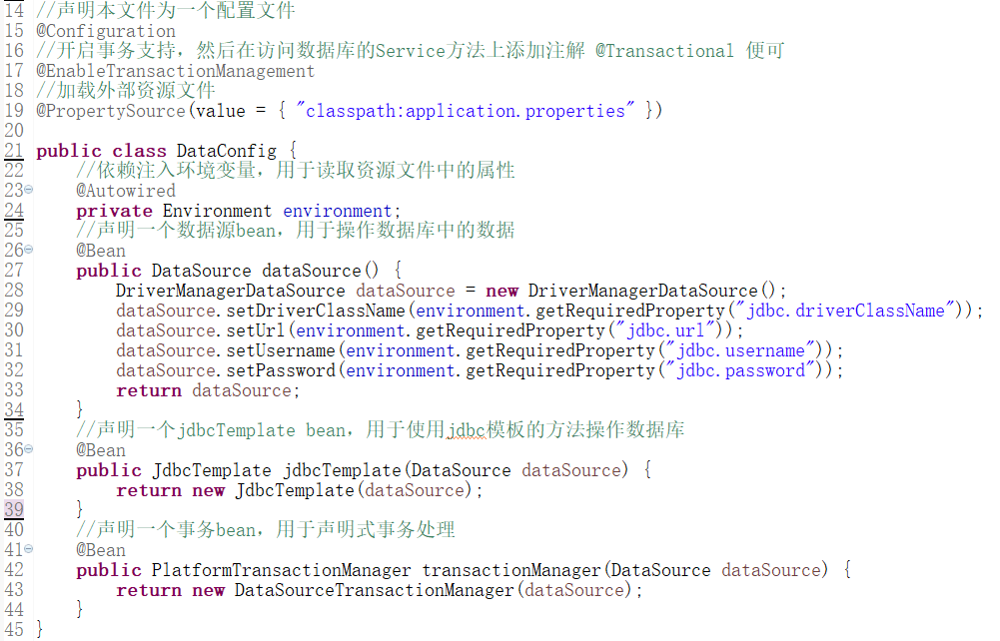 14 //声明本文件为一个配置文件
15 @Configuration
16 //开启事务支持，然后在访问数据库的Service方法上添加注解 @Transactional 便可
17 @EnableTransactionManagement
18 //加载外部资源文件
19 @PropertySource(value = { "classpath:application.properties" })
20
21 public class DataConfig {
22     //依赖注入环境变量，用于读取资源文件中的属性
23     @Autowired
24     private Environment environment;
25     //声明一个数据源bean，用于操作数据库中的数据
26     @Bean
27     public DataSource dataSource() {
28         DriverManagerDataSource dataSource = new DriverManagerDataSource();
29         dataSource.setDriverClassName(environment.getRequiredProperty("jdbc.driverClassName"));
30         dataSource.setUrl(environment.getRequiredProperty("jdbc.url"));
31         dataSource.setUsername(environment.getRequiredProperty("jdbc.username"));
32         dataSource.setPassword(environment.getRequiredProperty("jdbc.password"));
33         return dataSource;
34     }
35     //声明一个jdbcTemplate bean，用于使用jdbc模板的方法操作数据库
36     @Bean
37     public JdbcTemplate jdbcTemplate(DataSource dataSource) {
38         return new JdbcTemplate(dataSource);
39     }
40     //声明一个事务bean，用于声明式事务处理
41     @Bean
42     public PlatformTransactionManager transactionManager(DataSource dataSource) {
43         return new DataSourceTransactionManager(dataSource);
44     }
45 }